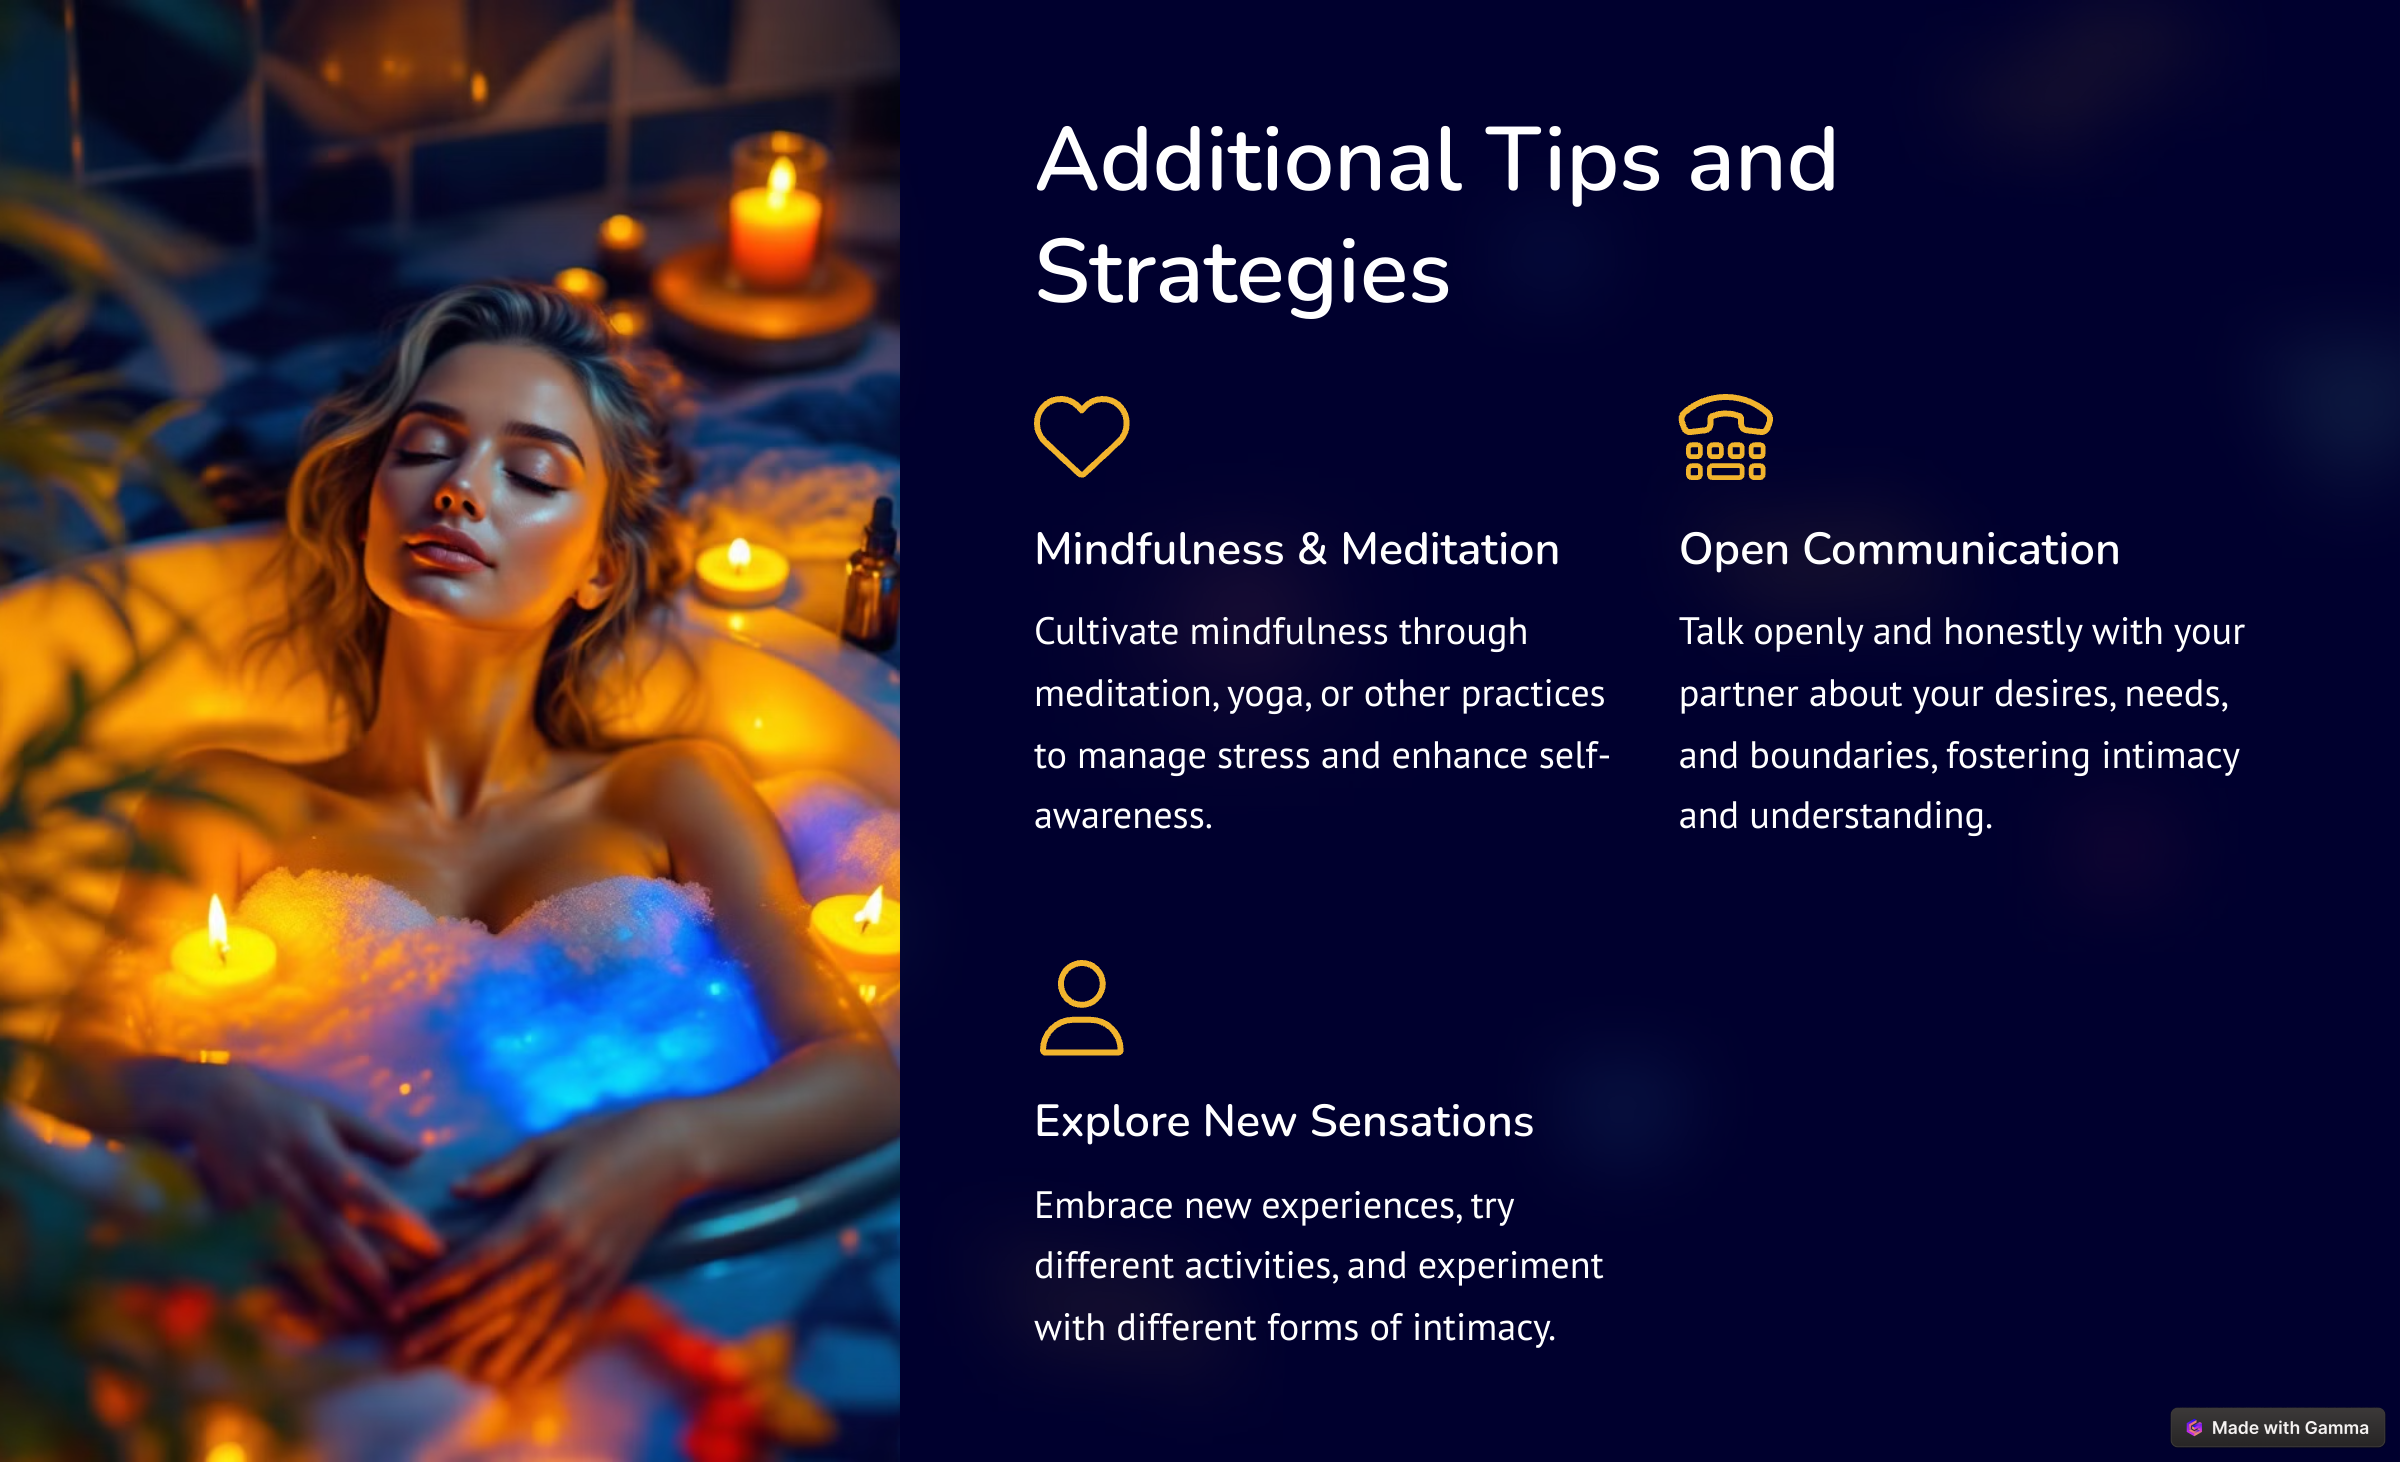 Additional Tips and
Strategies
Mindfulness & Meditation
Cultivate mindfulness through
meditation, yoga, or other practices
to manage stress and enhance self-
awareness.
Open Communication
Talk openly and honestly with your
partner about your desires, needs,
and boundaries, fostering intimacy
and understanding.
Explore New Sensations
Embrace new experiences, try
different activities, and experiment
with different forms of intimacy.
Made with Gamma